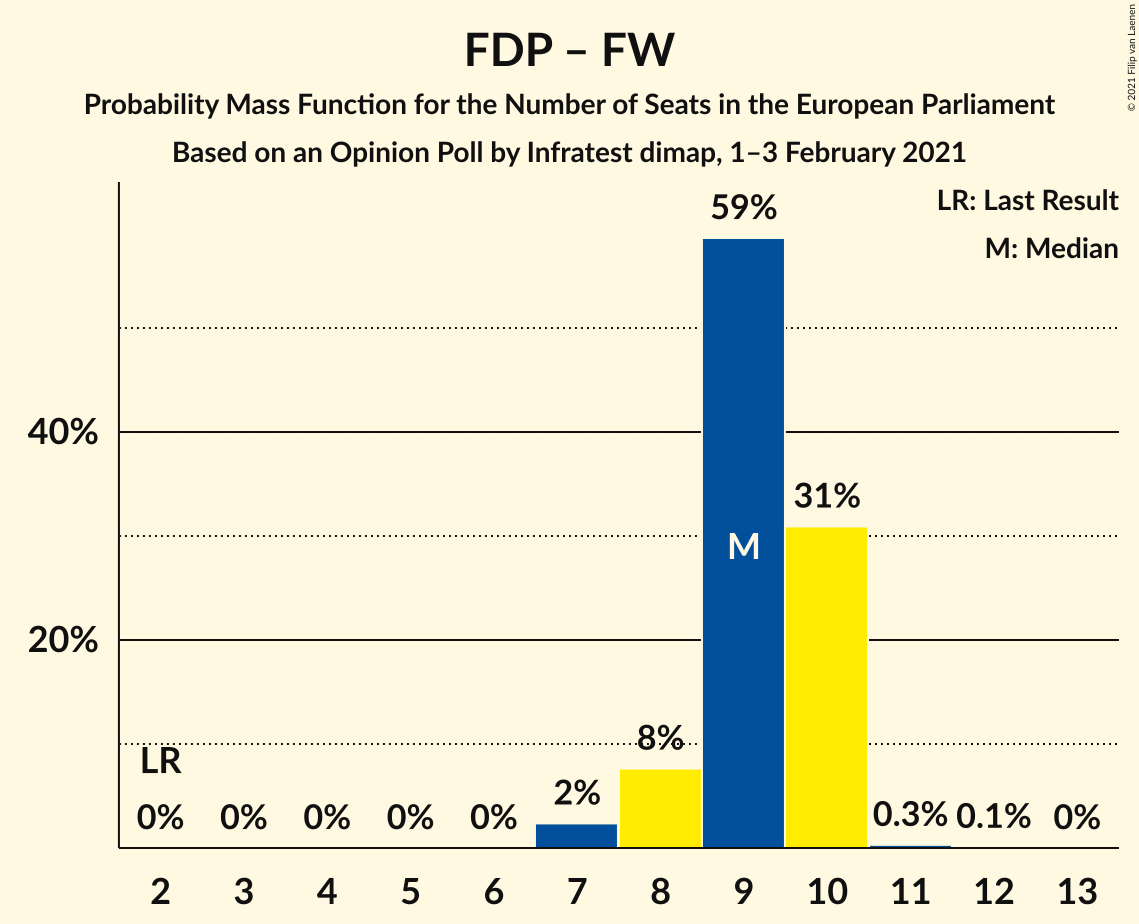 FDP – FW
Probability Mass Function for the Number of Seats in the European Parliament
Based on an Opinion Poll by Infratest dimap, 1–3 February 2021
© 2021 Filip van Laenen
LR: Last Result
M: Median
59%
40%
31%
M
20%
8%
LR
2%
0% 0% 0% 0% 0% 0.3% 0.1% 0%
2 3 4 5 6 7 8 9 10 11 12 13